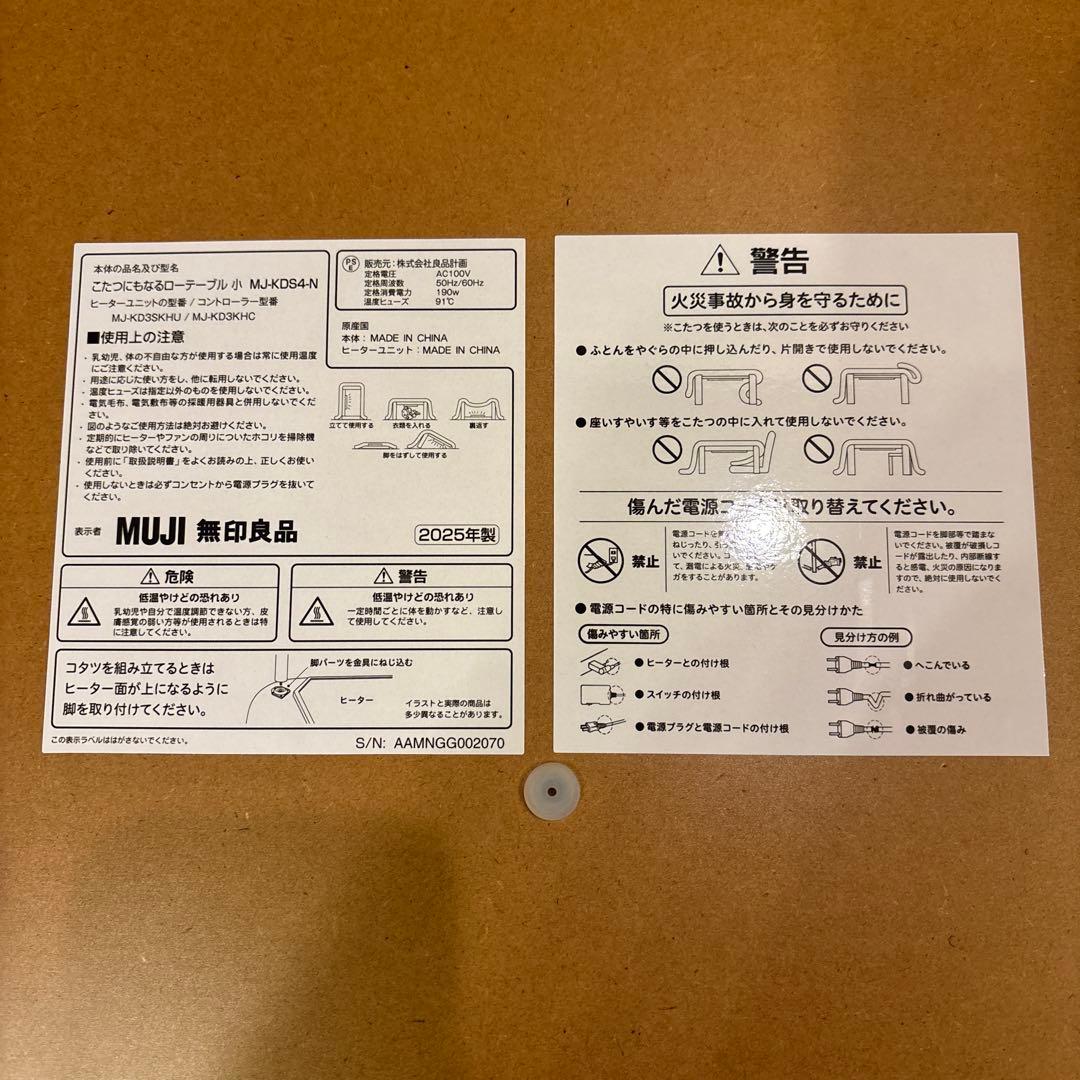 本体の品名及び型名
こたつにもなるローテーブル 小 MJ-KDS4-N
ヒーターユニットの型番 / コントローラー型番
MJ-KD3SKHU / MJ-KD3KHC
■使用上の注意
・乳幼児、体の不自由な方が使用する場合は常に使用温度
にご注意ください。
・用途に応じた使い方をし、他に転用しないでください。
・温度ヒューズは指定以外のものを使用しないでください。
・電気毛布、電気敷布等の採暖用器具と併用しないでくだ
さい。
・図のようなご使用方法は絶対お避けください。
・定期的にヒーターやファンの周りについたホコリを掃除機
などで取り除いてください。
・使用前に「取扱説明書」をよくお読みの上、正しくお使い
ください。
・使用しないときは必ずコンセントから電源プラグを抜いて
ください。
PS
E
販売元:株式会社良品計画
定格電圧 AC100V
定格周波数 50Hz/60Hz
定格消費電力 190w
温度ヒューズ 91℃
原産国
本体:MADE IN CHINA
ヒーターユニット:MADE IN CHINA
立てて使用する 衣類を入れる 裏返す
脚をはずして使用する
表示者 MUJI 無印良品 2025年製
危険
低温やけどの恐れあり
乳幼児や自分で温度調節できない方、皮
膚感覚の弱い方等が使用されるときは特
に注意してください。
警告
低温やけどの恐れあり
一定時間ごとに体を動かすなど、注意し
て使用してください。
コタツを組み立てるときは
ヒーター面が上になるように
脚を取り付けてください。
脚パーツを金具にねじ込む
ヒーター
イラストと実際の商品は
多少異なることがあります。
この表示ラベルははがさないでください。
S/N: AAMNGG002070
警告
火災事故から身を守るために
※こたつを使うときは、次のことを必ずお守りください
●ふとんをやぐらの中に押し込んだり、片開きで使用しないでください。
●座いすやいす等をこたつの中に入れて使用しないでください。
傷んだ電源コ 取り替えてください。
禁止
電源コードを
ねじったり、引っ
いでください。コ
て、漏電による火災、
ガをすることがあります。
禁止
電源コードを脚部等で踏まな
いでください。被覆が破損しコ
ードが露出したり、内部断線す
ると感電、火災の原因になりま
すので、絶対に使用しないでく
ださい。
●電源コードの特に傷みやすい箇所とその見分けかた
傷みやすい箇所
●ヒーターとの付け根
●スイッチの付け根
●電源プラグと電源コードの付け根
見分け方の例
●へこんでいる
●折れ曲がっている
●被覆の傷み